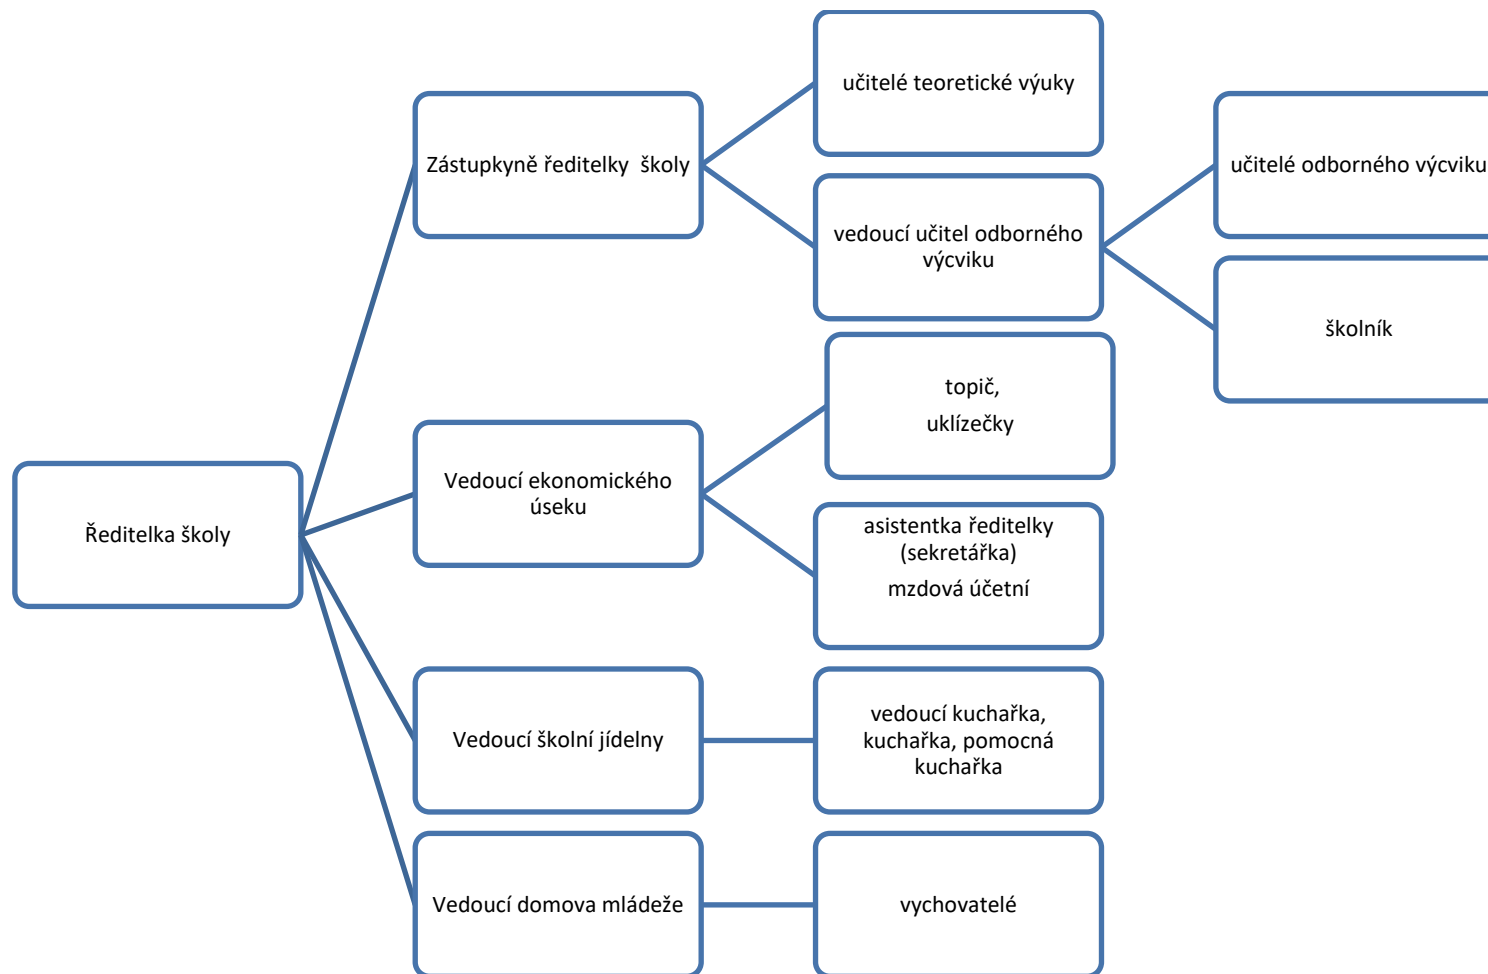 učitelé teoretické výuky
Zástupkyně ředitelky školy
učitelé odborného výcviku
vedoucí učitel odborného
výcviku
školník
topič,
uklízečky
Vedoucí ekonomického
úseku
Ředitelka školy
asistentka ředitelky
(sekretářka)
mzdová účetní
Vedoucí školní jídelny
vedoucí kuchařka,
kuchařka, pomocná
kuchařka
Vedoucí domova mládeže
vychovatelé